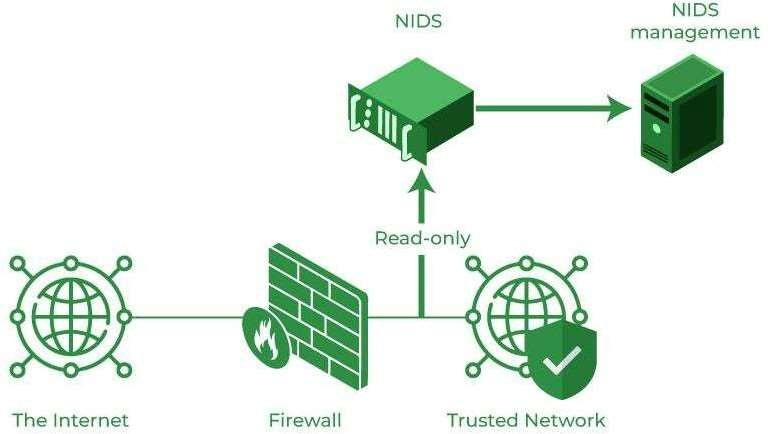 NIDS
NIDS
management
Read-only
The Internet
Firewall
Trusted Network